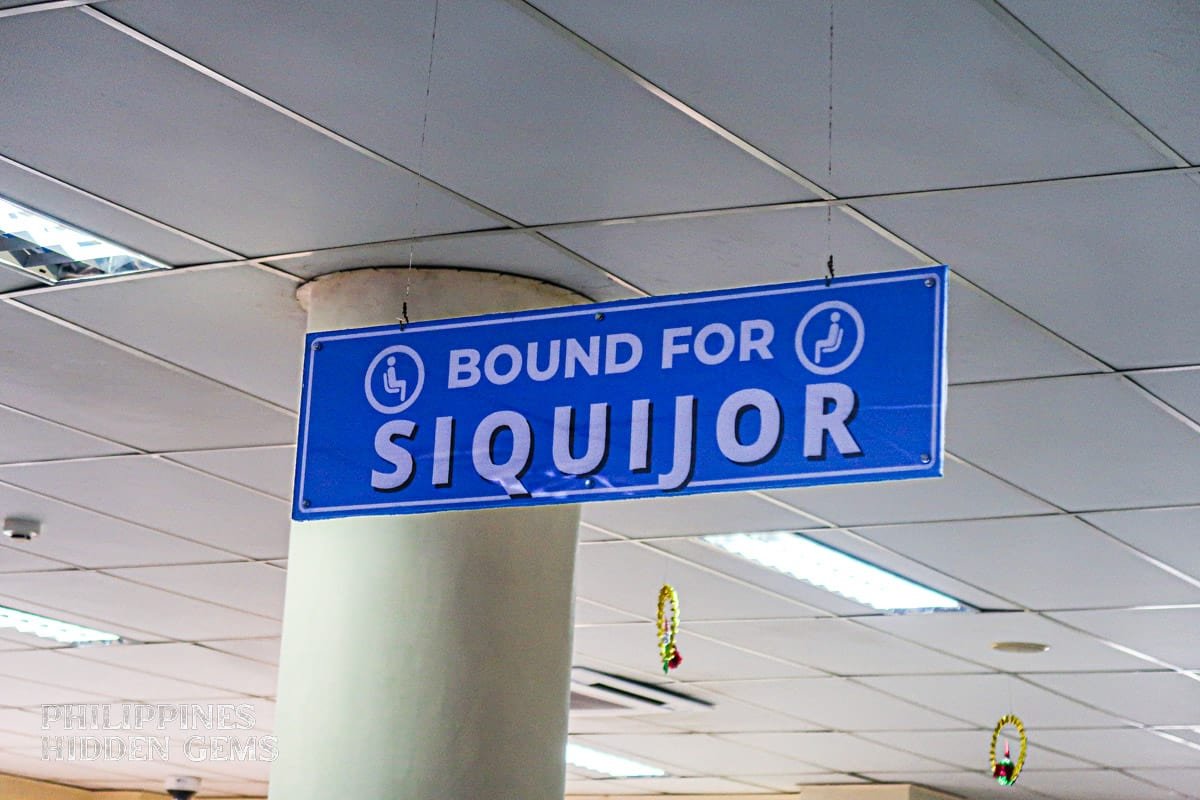 BOUND FOR
SIQUIJOR
PHILIPPINES
HIDDEN GEMS